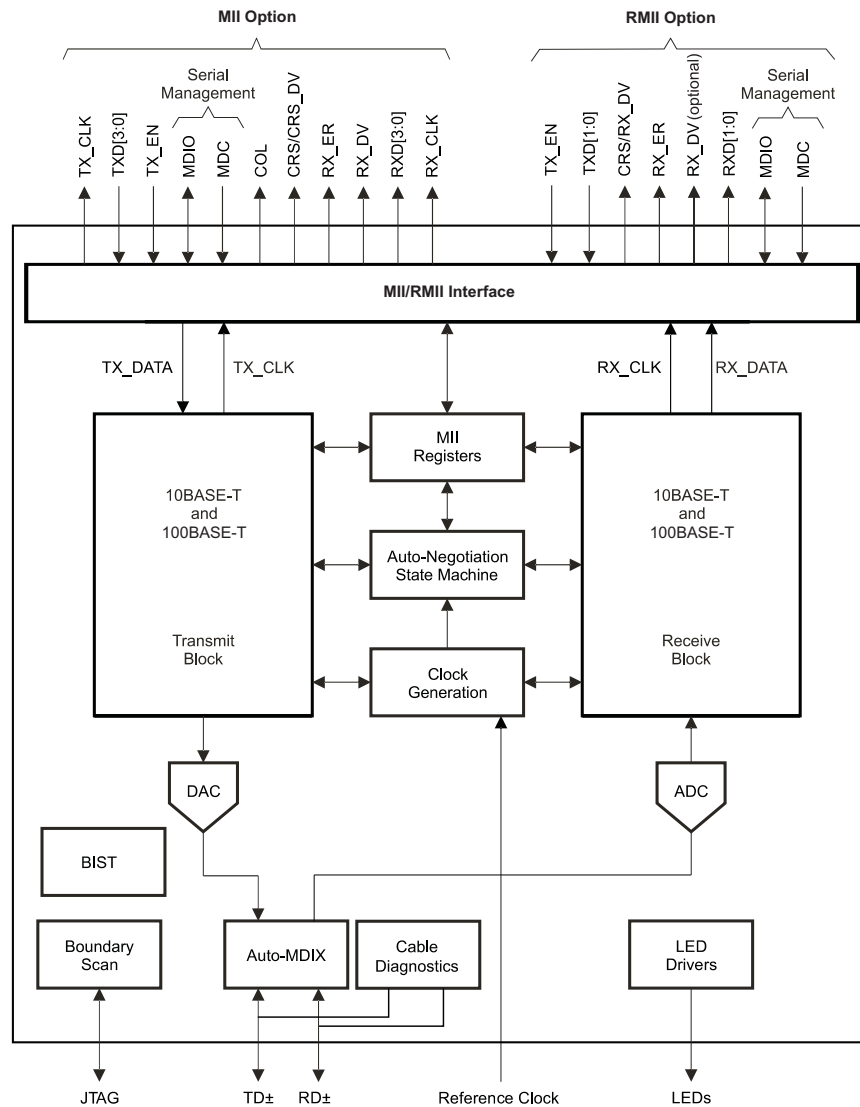 MII Option
RMII Option
Serial
Management
Serial
Management
TX_CLK
TXD[3:0]
TX_EN
MDIO
MDC
COL
CRS/CRS_DV
RX_ER
RX_DV
RXD[3:0]
RX_CLK
TX_EN
TXD[1:0]
CRS/RX_DV
RX_ER
RX_DV (optional)
RXD[1:0]
MDIO
MDC
MII/RMII Interface
TX_DATA
TX_CLK
RX_CLK
RX_DATA
10BASE-T
and
100BASE-T
Transmit
Block
MII
Registers
Auto-Negotiation
State Machine
Clock
Generation
10BASE-T
and
100BASE-T
Receive
Block
DAC
ADC
BIST
Boundary
Scan
Auto-MDIX
Cable
Diagnostics
LED
Drivers
JTAG
TD±
RD±
Reference Clock
LEDs